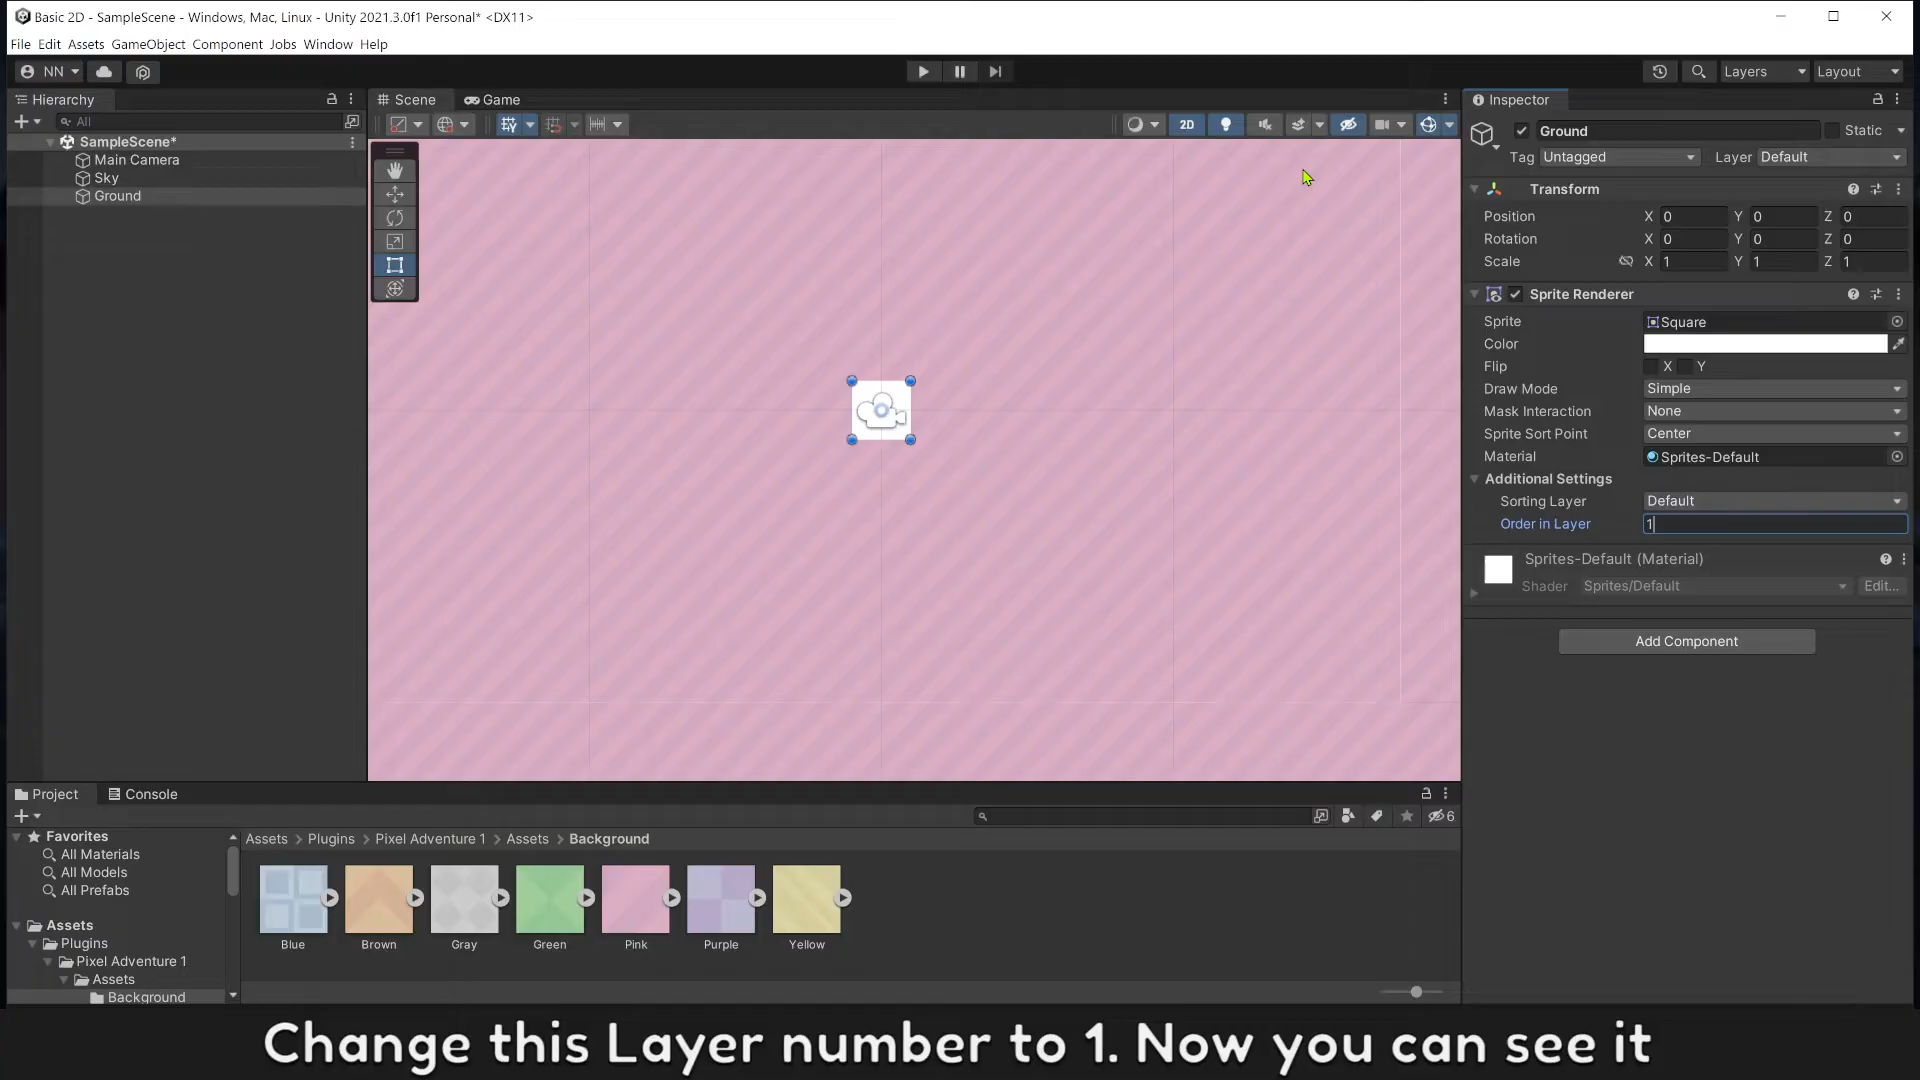 Basic 2D - SampleScene - Windows, Mac, Linux - Unity 2021.3.0f1 Personal* <DX11>
File Edit Assets GameObject Component Jobs Window Help
NN
Layers Layout
Hierarchy
All
SampleScene*
Main Camera
Sky
Ground
Scene Game
2D
Inspector
Ground
Static
Tag Untagged Layer Default
Transform
Position X 0 Y 0 Z 0
Rotation X 0 Y 0 Z 0
Scale X 1 Y 1 Z 1
Sprite Renderer
Sprite Square
Color
Flip X Y
Draw Mode Simple
Mask Interaction None
Sprite Sort Point Center
Material Sprites-Default
Additional Settings
Sorting Layer Default
Order in Layer 1
Sprites-Default (Material)
Shader Sprites/Default Edit...
Add Component
Project Console
6
Favorites
All Materials
All Models
All Prefabs
Assets
Plugins
Pixel Adventure 1
Assets
Background
Assets > Plugins > Pixel Adventure 1 > Assets > Background
Blue Brown Gray Green Pink Purple Yellow
Change this Layer number to 1. Now you can see it